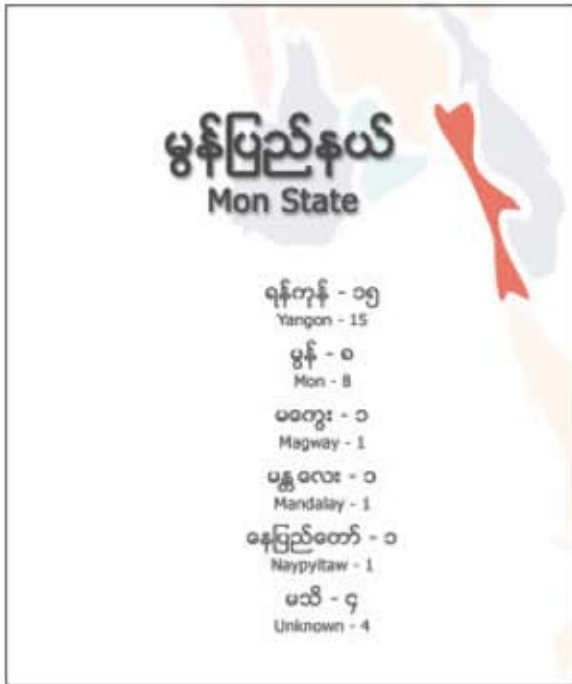 မွန်ပြည်နယ်
Mon State
ရန်ကုန် - ၁၅
Yangon - 15
မွန် - ၈
Mon - 8
မကွေး - ၁
Magway - 1
မန္တလေး - ၁
Mandalay - 1
နေပြည်တော် - ၁
Naypyitaw - 1
မသိ - ၄
Unknown - 4